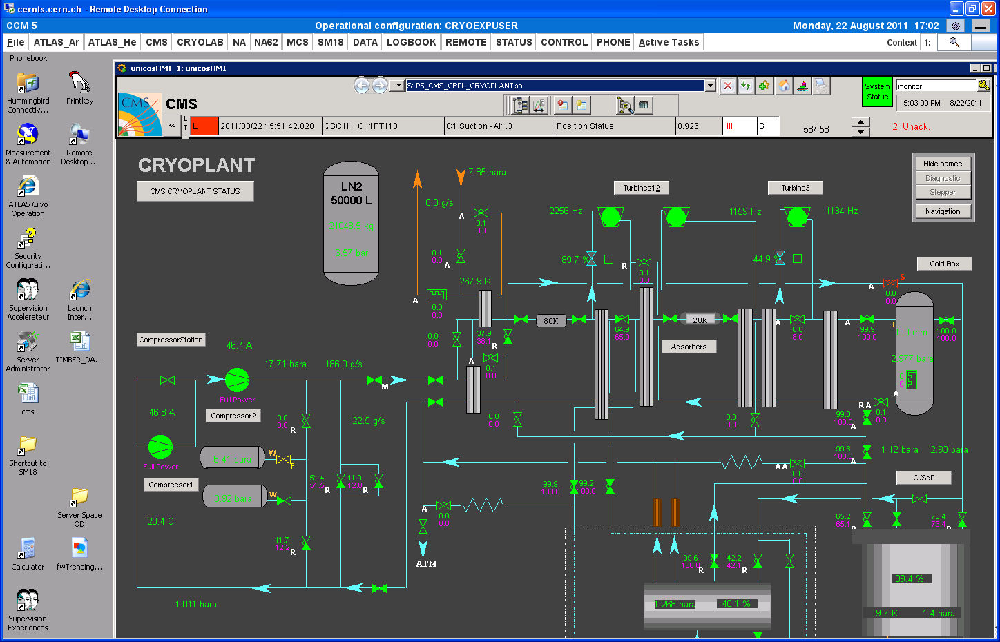 cernts.cern.ch - Remote Desktop Connection
CCM 5
Operational configuration: CRYOEXPUSER
Monday, 22 August 2011 17:02
File ATLAS_Ar ATLAS_He CMS CRYOLAB NA NA62 MCS SM18 DATA LOGBOOK REMOTE STATUS CONTROL PHONE Active Tasks
Context 1:
Phonebook
Hummingbird
Connectiv...
Printkey
Measurement
& Automation
Remote
Desktop ...
ATLAS Cryo
Operation
Security
Configurati...
Supervision
Accelerateur
Launch
Inter...
Server
Administrator
TIMBER_DA...
cms
Shortcut to
SM18
Server Space
OD
Calculator
fwTrending...
Supervision
Experiences
unicosHMI_1: unicosHMI
S: P5_CMS_CRPL_CRYOPLANT.pnl
System
Status
monitor
5:03:00 PM 8/22/2011
CMS
CMS
«
L
T
I
L 2011/08/22 15:51:42.020 QSC1H_C_1PT110 C1 Suction - AI1.3 Position Status 0.926 !!! S
58/ 58
2 Unack.
CRYOPLANT
CMS CRYOPLANT STATUS
LN2
50000 L
7.85 bara
0.0 g/s
A
0.1
0.0
0.1
0.0
A
267.9 K
A
0.0
0.0
Turbines12
Turbine3
2256 Hz
1159 Hz
1134 Hz
89.7 %
R
0.1
0.0
44.9 %
Hide names
Diagnostic
Stepper
Navigation
Cold Box
S
A
0.0
0.0
CompressorStation
46.4 A
17.71 bara
186.0 g/s
M
Full Power
Compressor2
46.8 A
Full Power
Compressor1
23.4 C
0.0
0.0
R
22.5 g/s
W
F
W
51.4
51.5
R
11.9
12.0
R
11.7
12.2
R
1.011 bara
0.0
0.0
37.9
38.1
R
A
0.1
0.0
80K
64.9
65.0
20K
Adsorbers
A
8.0
8.0
A
99.9
100.0
E
100.0
100.0
2.977 bara
0
A
R A
0.1
0.0
0.0
0.0
0.0
0.0
99.8
100.0
A
99.8
100.0
A
1.12 bara
2.93 bara
A A
0.0
0.0
Cl/SdP
99.9
100.0
99.2
100.0
A
0.0
0.0
ATM
65.2
65.1
R
73.4
73.4
R
99.6
100.0
R
42.2
42.1
R
1.268 bara
40.1 %
89.4 %
9.7 K
1.4 bara